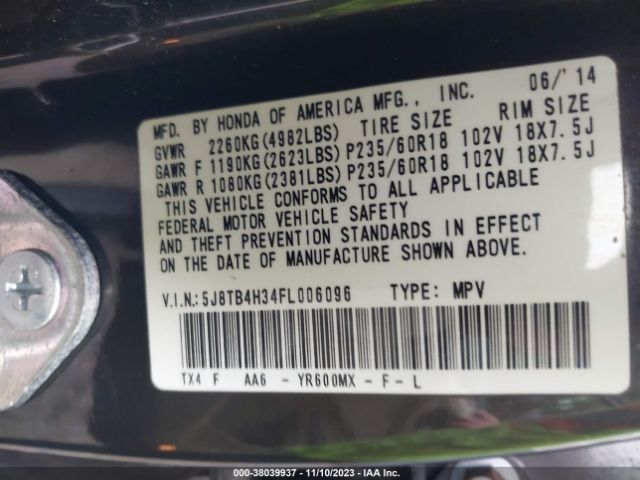 MFD. BY HONDA OF AMERICA MFG., INC. 06/'14
GVWR 2260KG(4982LBS) TIRE SIZE RIM SIZE
GAWR F 1190KG(2623LBS)P235/60R18 102V 18X7.5J
GAWR R 1080KG(2381LBS)P235/60R18 102V 18X7.5J
THIS VEHICLE CONFORMS TO ALL APPLICABLE
FEDERAL MOTOR VEHICLE SAFETY
AND THEFT PREVENTION STANDARDS IN EFFECT
ON THE DATE OF MANUFACTURE SHOWN ABOVE.
V.I.N.:5J8TB4H34FL006096 TYPE: MPV
TX4 F AA6 - YR600MX - F - L
000-38039937 - 11/10/2023 - IAA Inc.